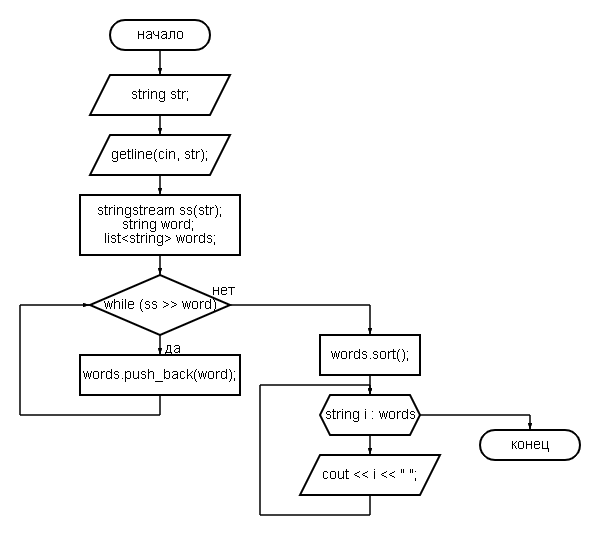 начало
string str;
getline(cin, str);
stringstream ss(str);
string word;
list<string> words;
while (ss >> word)
нет
да
words.push_back(word);
words.sort();
string i : words
cout << i << " ";
конец